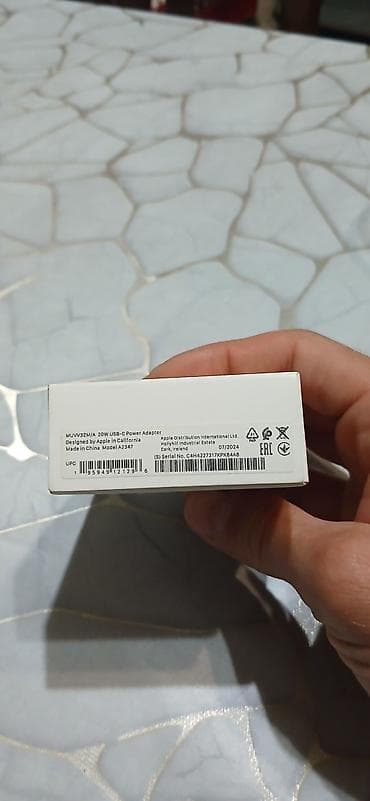 MUVV3ZM/A 20W USB-C Power Adapter
Designed by Apple in California
Made in China Model A2347
Apple Distribution International Ltd.
Hollyhill Industrial Estate
Cork, Ireland 07/2024
EAC
UPC
(S) Serial No.